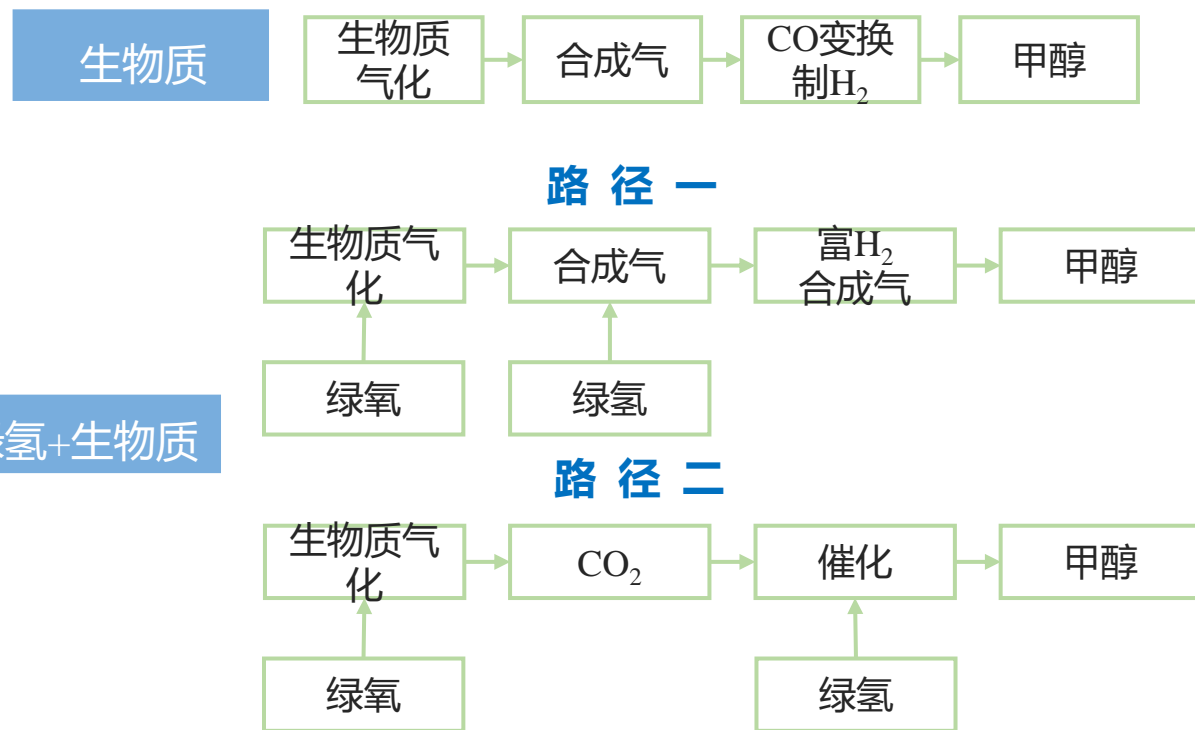 生物质
生物质
气化
合成气
CO变换
制H₂
甲醇
路 径 一
生物质气
化
合成气
富H₂
合成气
甲醇
绿氧
绿氢
绿氢+生物质
路 径 二
生物质气
化
CO₂
催化
甲醇
绿氧
绿氢